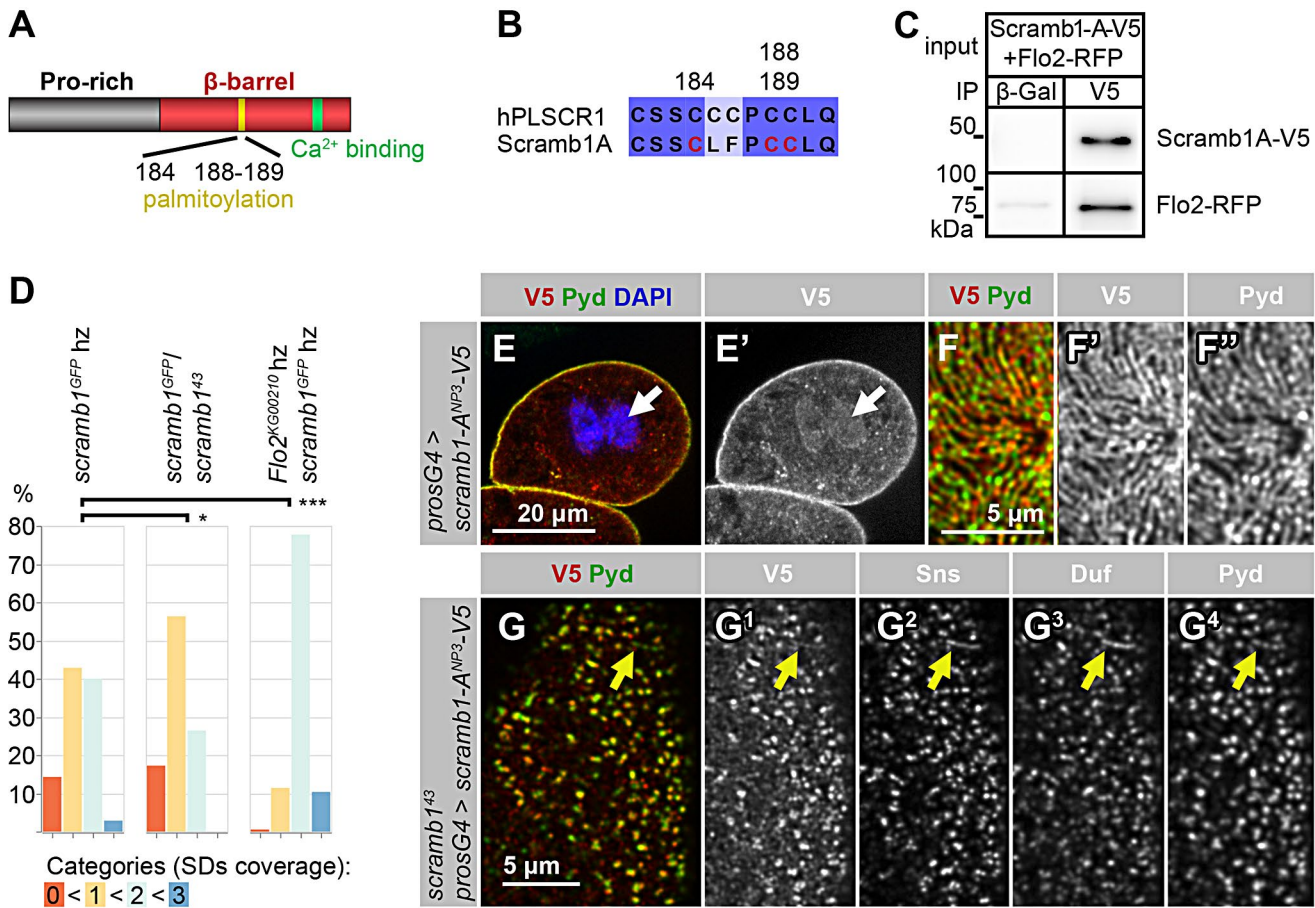 A
Pro-rich
β-barrel
Ca²⁺ binding
184 188-189
palmitoylation
B
188
184 189
hPLSCR1 CSSCCCPCCLQ
Scramb1A CSSCLFPCCLQ
C
input
Scramb1-A-V5
+Flo2-RFP
IP β-Gal V5
50
Scramb1A-V5
100
75
Flo2-RFP
kDa
D
scramb1ᴳᶠᴾ hz
scramb1ᴳᶠᴾ/
scramb1⁴³
Flo2ᴷᴳ⁰⁰²¹⁰ hz
scramb1ᴳᶠᴾ hz
%
***
*
80
70
60
50
40
30
20
10
Categories (SDs coverage):
0 < 1 < 2 < 3
V5 Pyd DAPI
V5
V5 Pyd
V5
Pyd
prosG4 >
scramb1-Aᴺᴾ³-V5
E
E'
F
F'
F''
20 µm
5 µm
V5 Pyd
V5
Sns
Duf
Pyd
scramb1⁴³
prosG4 > scramb1-Aᴺᴾ³-V5
G
G¹
G²
G³
G⁴
5 µm